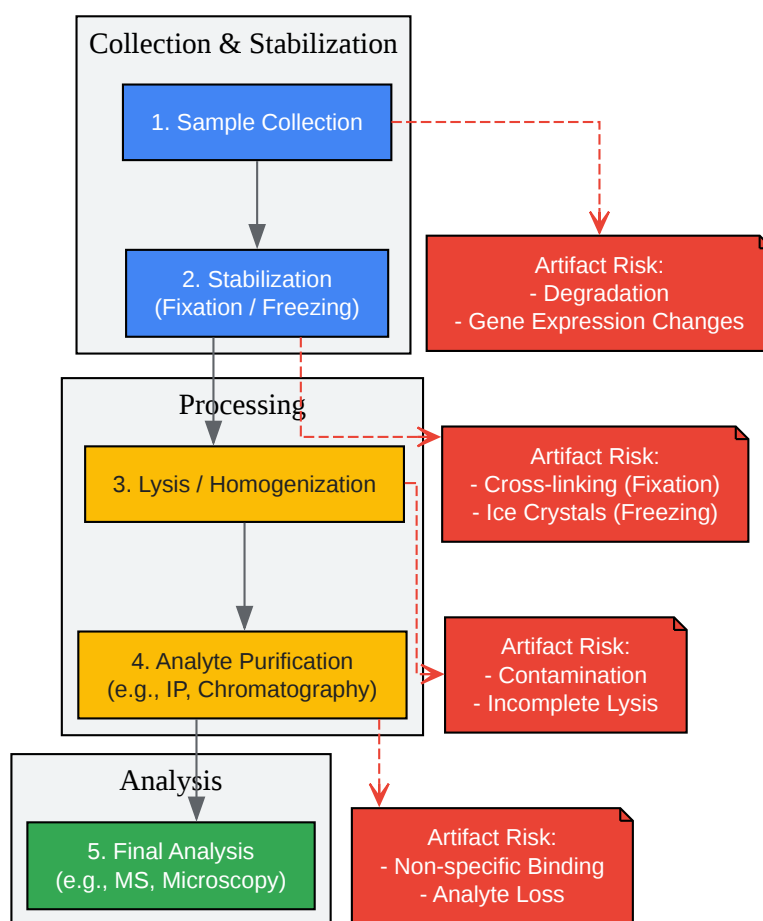 Collection & Stabilization
1. Sample Collection
2. Stabilization
(Fixation / Freezing)
Artifact Risk:
- Degradation
- Gene Expression Changes
Processing
3. Lysis / Homogenization
Artifact Risk:
- Cross-linking (Fixation)
- Ice Crystals (Freezing)
4. Analyte Purification
(e.g., IP, Chromatography)
Artifact Risk:
- Contamination
- Incomplete Lysis
Analysis
5. Final Analysis
(e.g., MS, Microscopy)
Artifact Risk:
- Non-specific Binding
- Analyte Loss